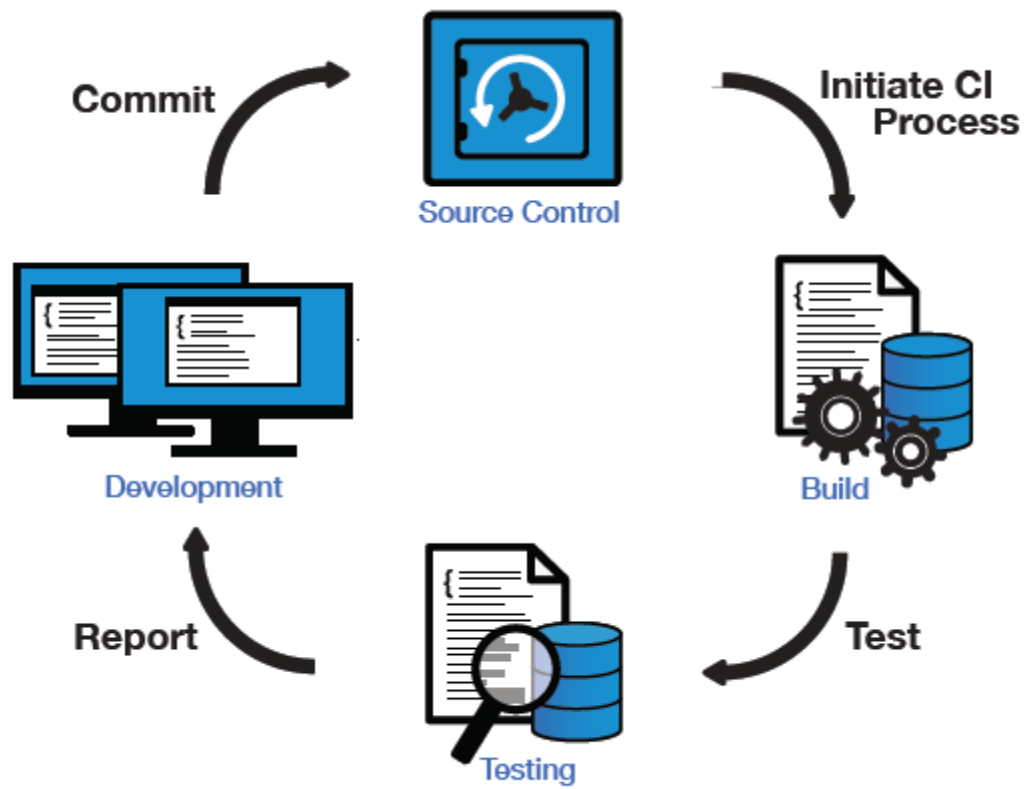 Commit
Initiate CI
Process
Source Control
{
{
{
Development
Build
Report
Test
{
Testing